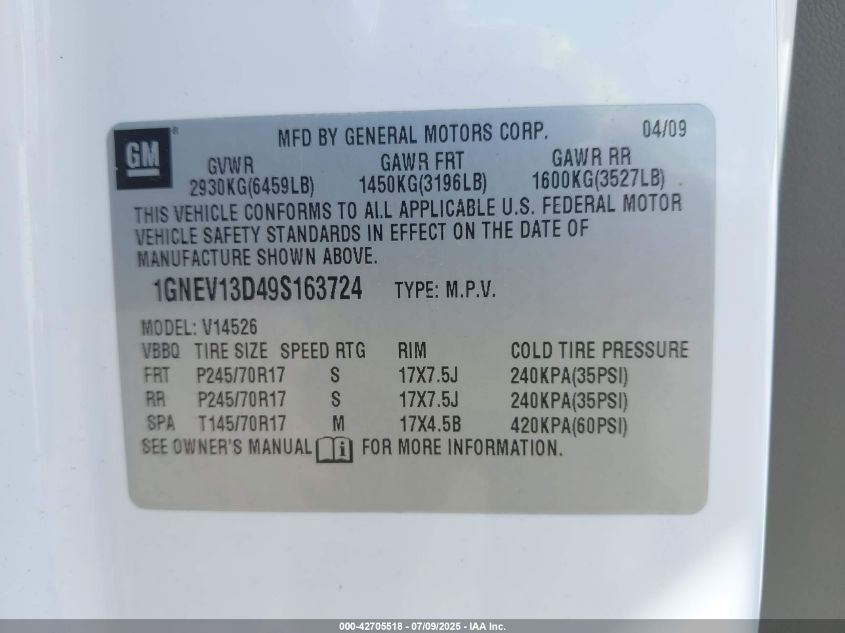 GM®
MFD BY GENERAL MOTORS CORP. 04/09
GVWR GAWR FRT GAWR RR
2930KG(6459LB) 1450KG(3196LB) 1600KG(3527LB)
THIS VEHICLE CONFORMS TO ALL APPLICABLE U.S. FEDERAL MOTOR
VEHICLE SAFETY STANDARDS IN EFFECT ON THE DATE OF
MANUFACTURE SHOWN ABOVE.
1GNEV13D49S163724 TYPE: M.P.V.
MODEL: V14526
VBBQ TIRE SIZE SPEED RTG RIM COLD TIRE PRESSURE
FRT P245/70R17 S 17X7.5J 240KPA(35PSI)
RR P245/70R17 S 17X7.5J 240KPA(35PSI)
SPA T145/70R17 M 17X4.5B 420KPA(60PSI)
SEE OWNER'S MANUAL i FOR MORE INFORMATION.
000-42705518 - 07/09/2025 - IAA Inc.